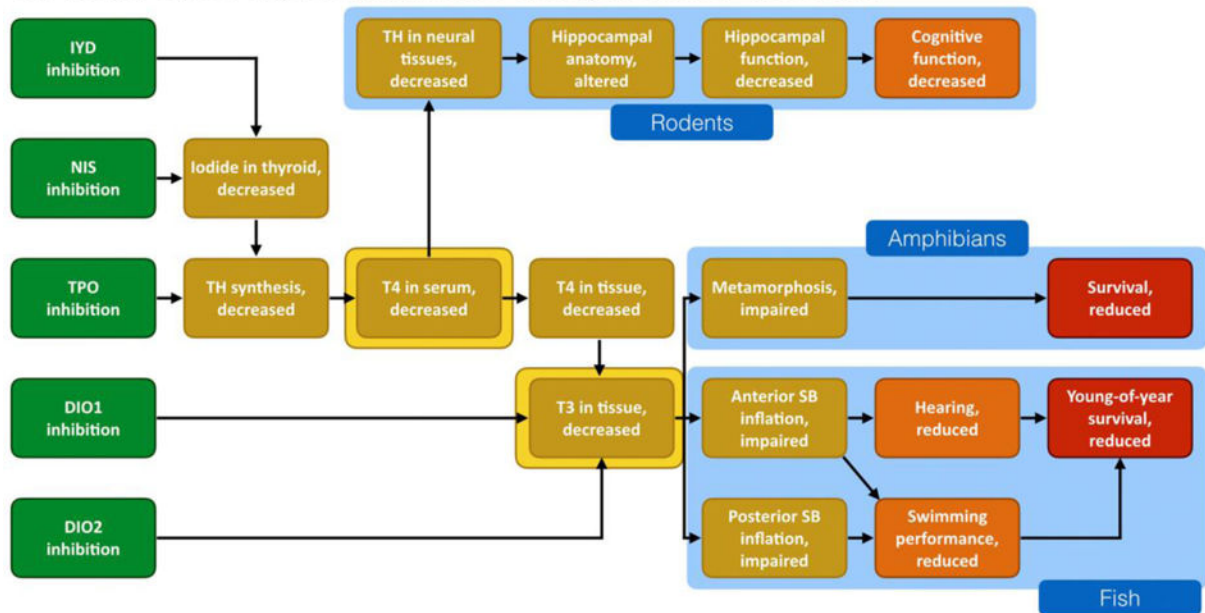 IYD
inhibition
TH in neural
tissues,
decreased
Hippocampal
anatomy,
altered
Hippocampal
function,
decreased
Cognitive
function,
decreased
Rodents
NIS
inhibition
Iodide in thyroid,
decreased
Amphibians
TPO
inhibition
TH synthesis,
decreased
T4 in serum,
decreased
T4 in tissue,
decreased
Metamorphosis,
impaired
Survival,
reduced
DIO1
inhibition
T3 in tissue,
decreased
Anterior SB
inflation,
impaired
Hearing,
reduced
Young-of-year
survival,
reduced
DIO2
inhibition
Posterior SB
inflation,
impaired
Swimming
performance,
reduced
Fish